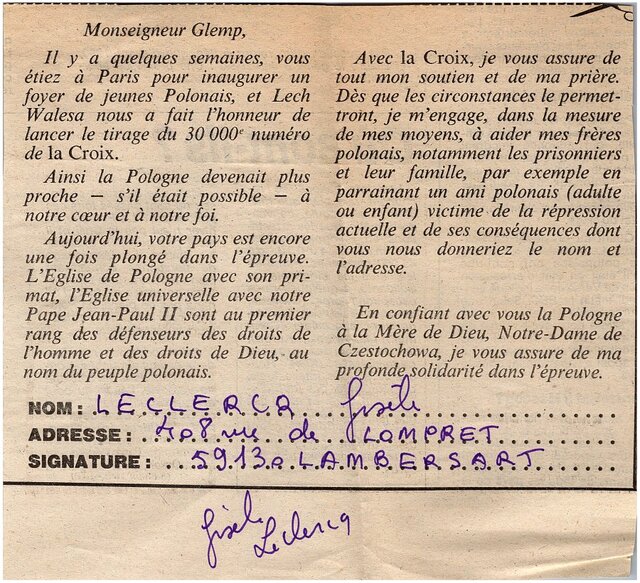 Monseigneur Glemp,
Il y a quelques semaines, vous
étiez à Paris pour inaugurer un
foyer de jeunes Polonais, et Lech
Walesa nous a fait l'honneur de
lancer le tirage du 30 000e numéro
de la Croix.
Ainsi la Pologne devenait plus
proche — s'il était possible — à
notre cœur et à notre foi.
Aujourd'hui, votre pays est encore
une fois plongé dans l'épreuve.
L'Eglise de Pologne avec son pri-
mat, l'Eglise universelle avec notre
Pape Jean-Paul II sont au premier
rang des défenseurs des droits de
l'homme et des droits de Dieu, au
nom du peuple polonais.
Avec la Croix, je vous assure de
tout mon soutien et de ma prière.
Dès que les circonstances le permet-
tront, je m'engage, dans la mesure
de mes moyens, à aider mes frères
polonais, notamment les prisonniers
et leur famille, par exemple en
parrainant un ami polonais (adulte
ou enfant) victime de la répression
actuelle et de ses conséquences dont
vous nous donneriez le nom et
l'adresse.
En confiant avec vous la Pologne
à la Mère de Dieu, Notre-Dame de
Czestochowa, je vous assure de ma
profonde solidarité dans l'épreuve.
NOM : LECLERCQ Gisèle
ADRESSE : 408 rue de LOMPRET
SIGNATURE : 59130 LAMBERSART
Gisèle
Leclercq